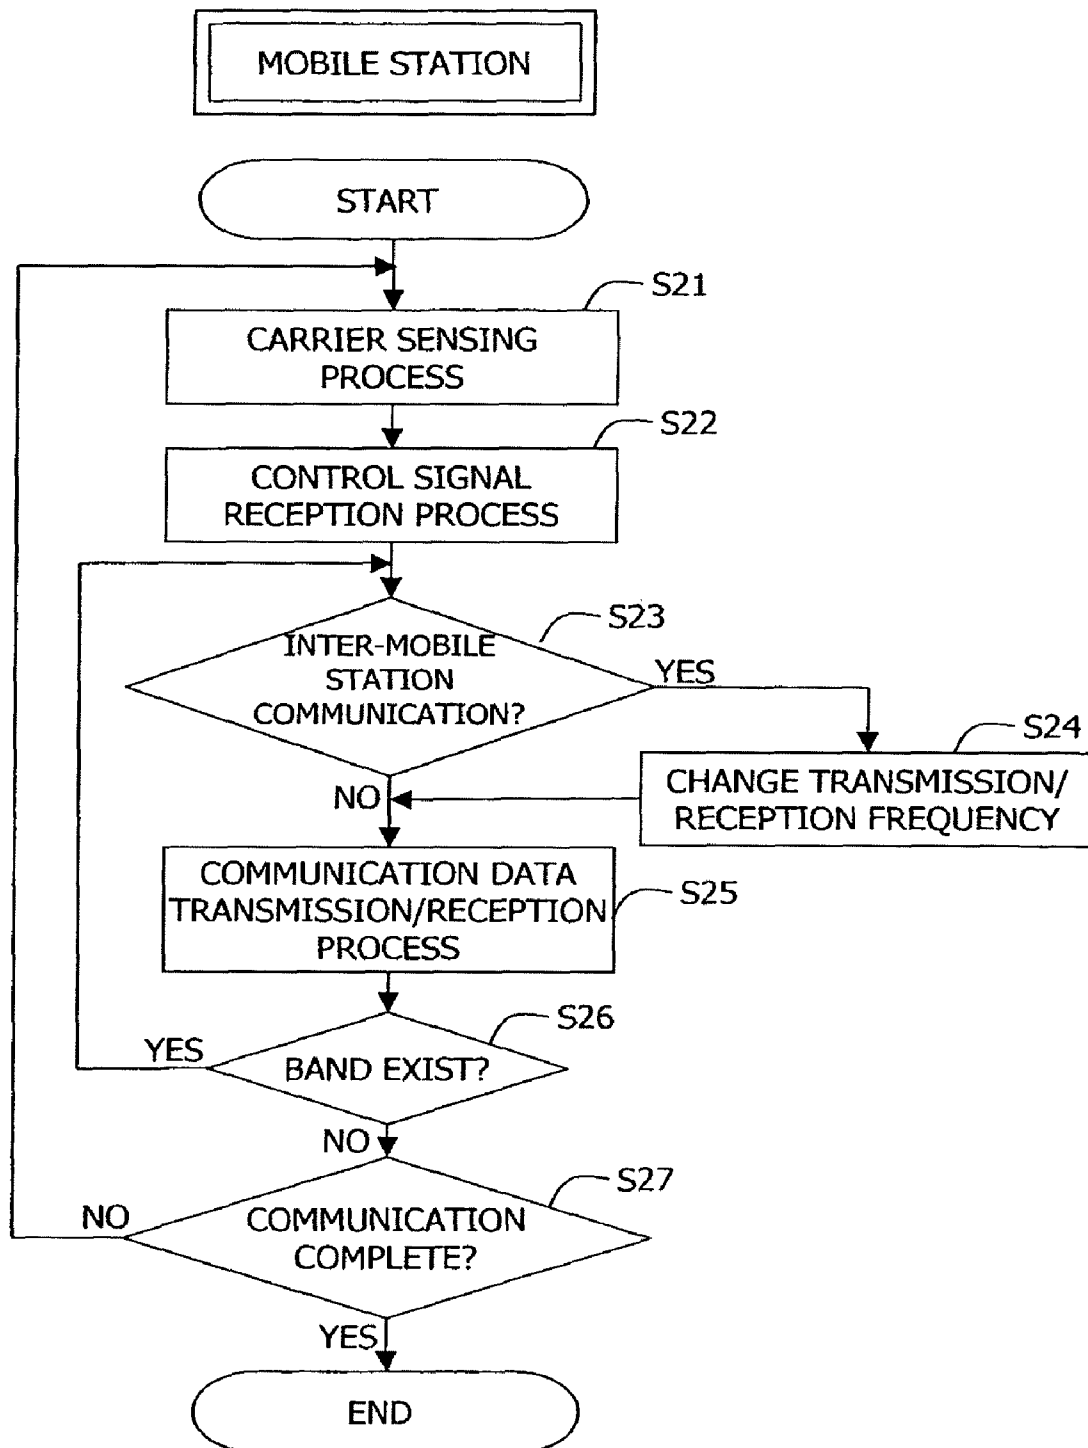 MOBILE STATION
START
S21
CARRIER SENSING
PROCESS
S22
CONTROL SIGNAL
RECEPTION PROCESS
S23
INTER-MOBILE
STATION
COMMUNICATION?
YES
S24
CHANGE TRANSMISSION/
RECEPTION FREQUENCY
NO
COMMUNICATION DATA
TRANSMISSION/RECEPTION
PROCESS
S25
S26
YES
BAND EXIST?
NO
S27
NO
COMMUNICATION
COMPLETE?
YES
END